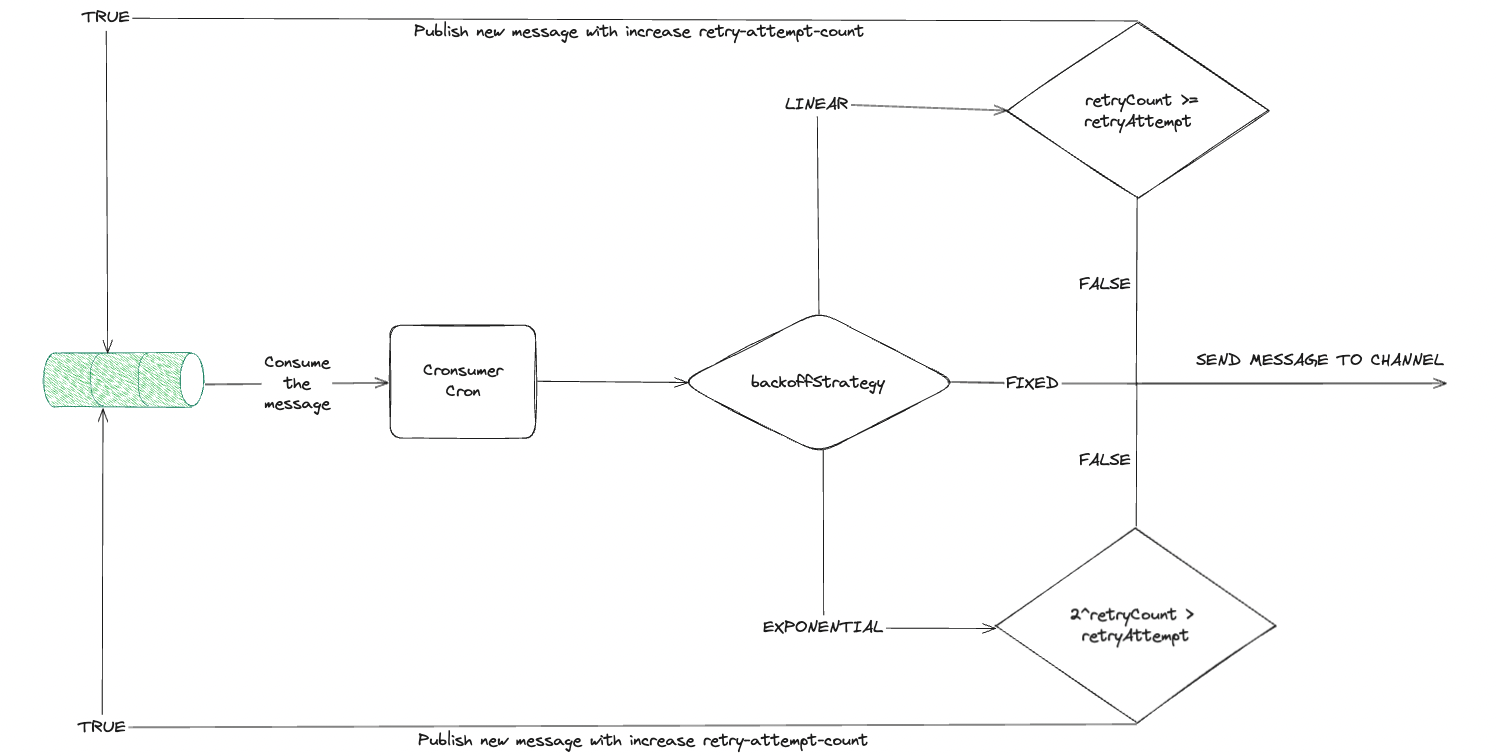 TRUE
Publish new message with increase retry-attempt-count
LINEAR
retryCount >=
retryAttempt
FALSE
Consume
the
message
Cronsumer
Cron
backoffStrategy
FIXED
SEND MESSAGE TO CHANNEL
FALSE
EXPONENTIAL
2^retryCount >
retryAttempt
TRUE
Publish new message with increase retry-attempt-count